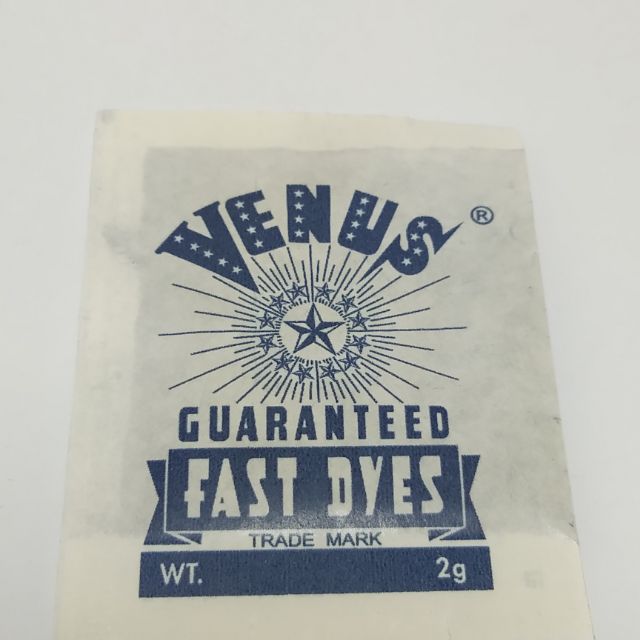 VENUS ®
GUARANTEED
FAST DYES
TRADE MARK
WT. 2g